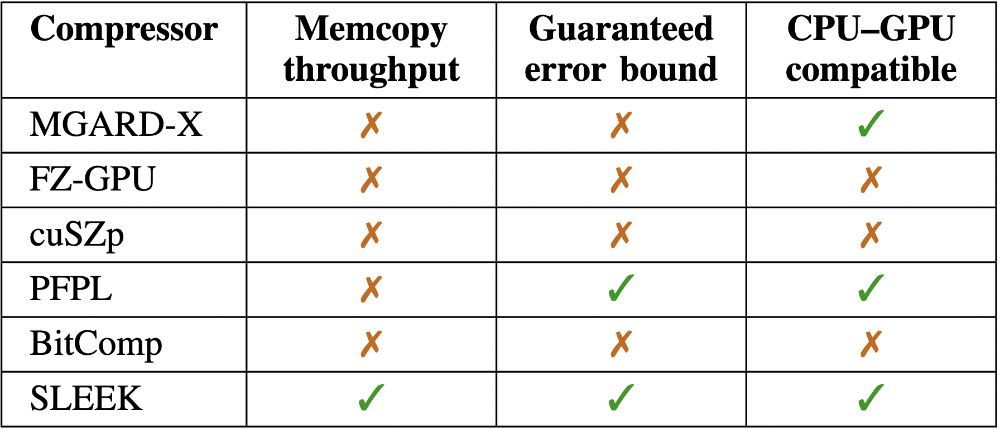 Compressor Memcopy throughput Guaranteed error bound CPU–GPU compatible
MGARD-X ✗ ✗ ✓
FZ-GPU ✗ ✗ ✗
cuSZp ✗ ✗ ✗
PFPL ✗ ✓ ✓
BitComp ✗ ✗ ✗
SLEEK ✓ ✓ ✓